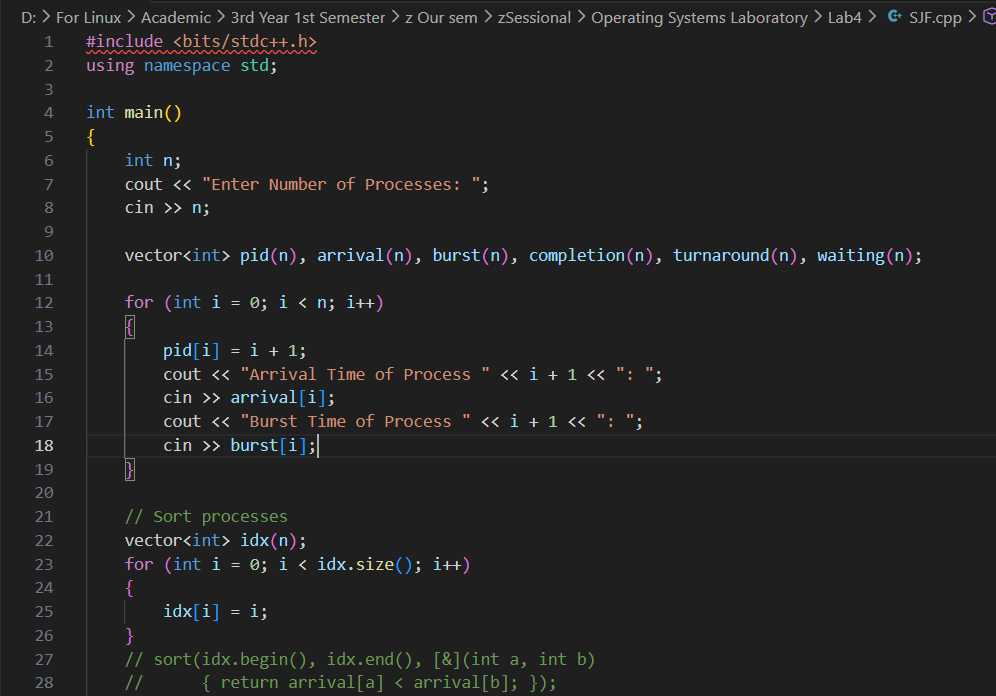 D: > For Linux > Academic > 3rd Year 1st Semester > z Our sem > zSessional > Operating Systems Laboratory > Lab4 > SJF.cpp >
1 #include <bits/stdc++.h>
2 using namespace std;
3
4 int main()
5 {
6     int n;
7     cout << "Enter Number of Processes: ";
8     cin >> n;
9
10     vector<int> pid(n), arrival(n), burst(n), completion(n), turnaround(n), waiting(n);
11
12     for (int i = 0; i < n; i++)
13     {
14         pid[i] = i + 1;
15         cout << "Arrival Time of Process " << i + 1 << ": ";
16         cin >> arrival[i];
17         cout << "Burst Time of Process " << i + 1 << ": ";
18         cin >> burst[i];
19     }
20
21     // Sort processes
22     vector<int> idx(n);
23     for (int i = 0; i < idx.size(); i++)
24     {
25         idx[i] = i;
26     }
27     // sort(idx.begin(), idx.end(), [&](int a, int b)
28     //      { return arrival[a] < arrival[b]; });